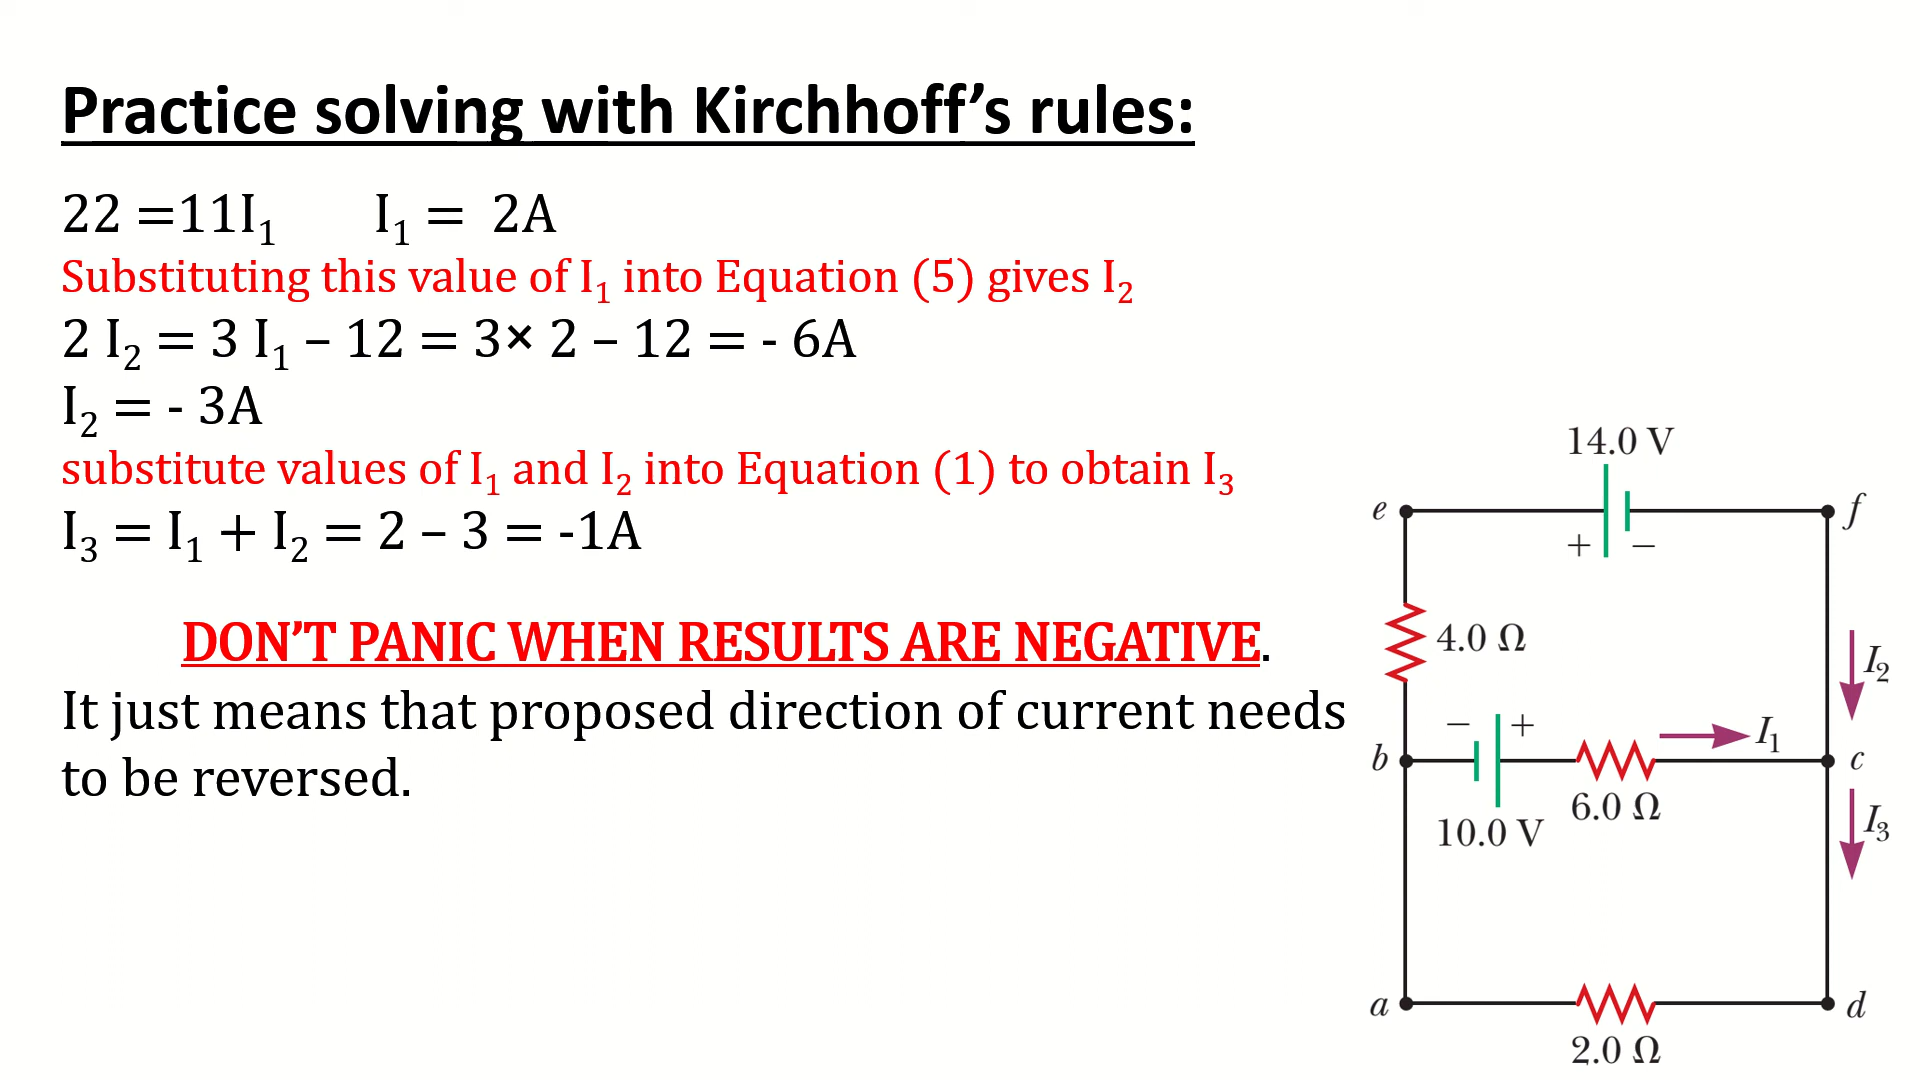 Practice solving with Kirchhoff’s rules:
22 =11I₁ I₁ = 2A
Substituting this value of I₁ into Equation (5) gives I₂
2 I₂ = 3 I₁ – 12 = 3× 2 – 12 = - 6A
I₂ = - 3A
substitute values of I₁ and I₂ into Equation (1) to obtain I₃
I₃ = I₁ + I₂ = 2 – 3 = -1A
DON’T PANIC WHEN RESULTS ARE NEGATIVE.
It just means that proposed direction of current needs
to be reversed.
14.0 V
e f
+ −
4.0 Ω
I₂
− +
I₁
b c
10.0 V
6.0 Ω
I₃
a d
2.0 Ω